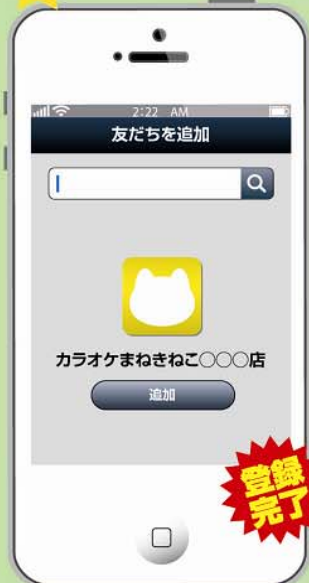 2:22 AM
友だちを追加
カラオケまねきねこ○○○店
追加
登録
完了